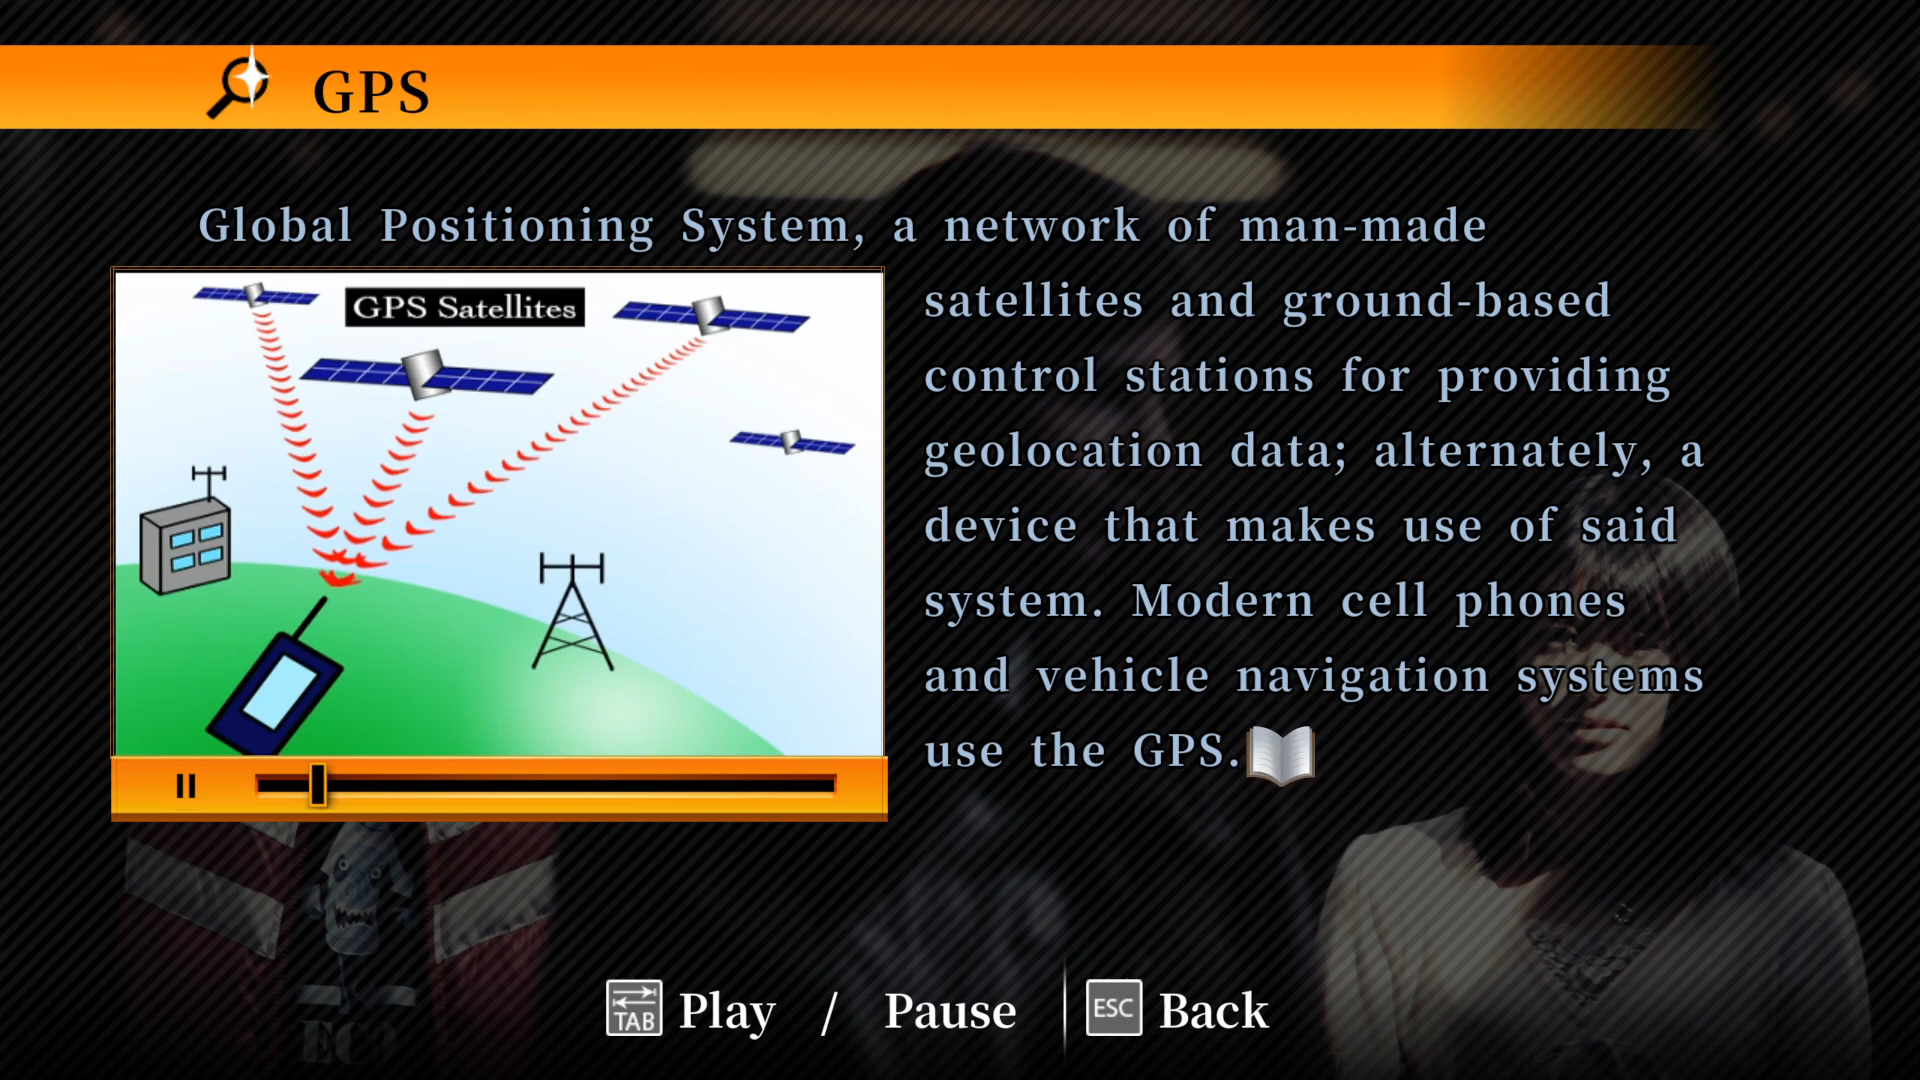 GPS
Global Positioning System, a network of man-made
GPS Satellites
satellites and ground-based
control stations for providing
geolocation data; alternately, a
device that makes use of said
system. Modern cell phones
and vehicle navigation systems
use the GPS.
TAB Play / Pause ESC Back